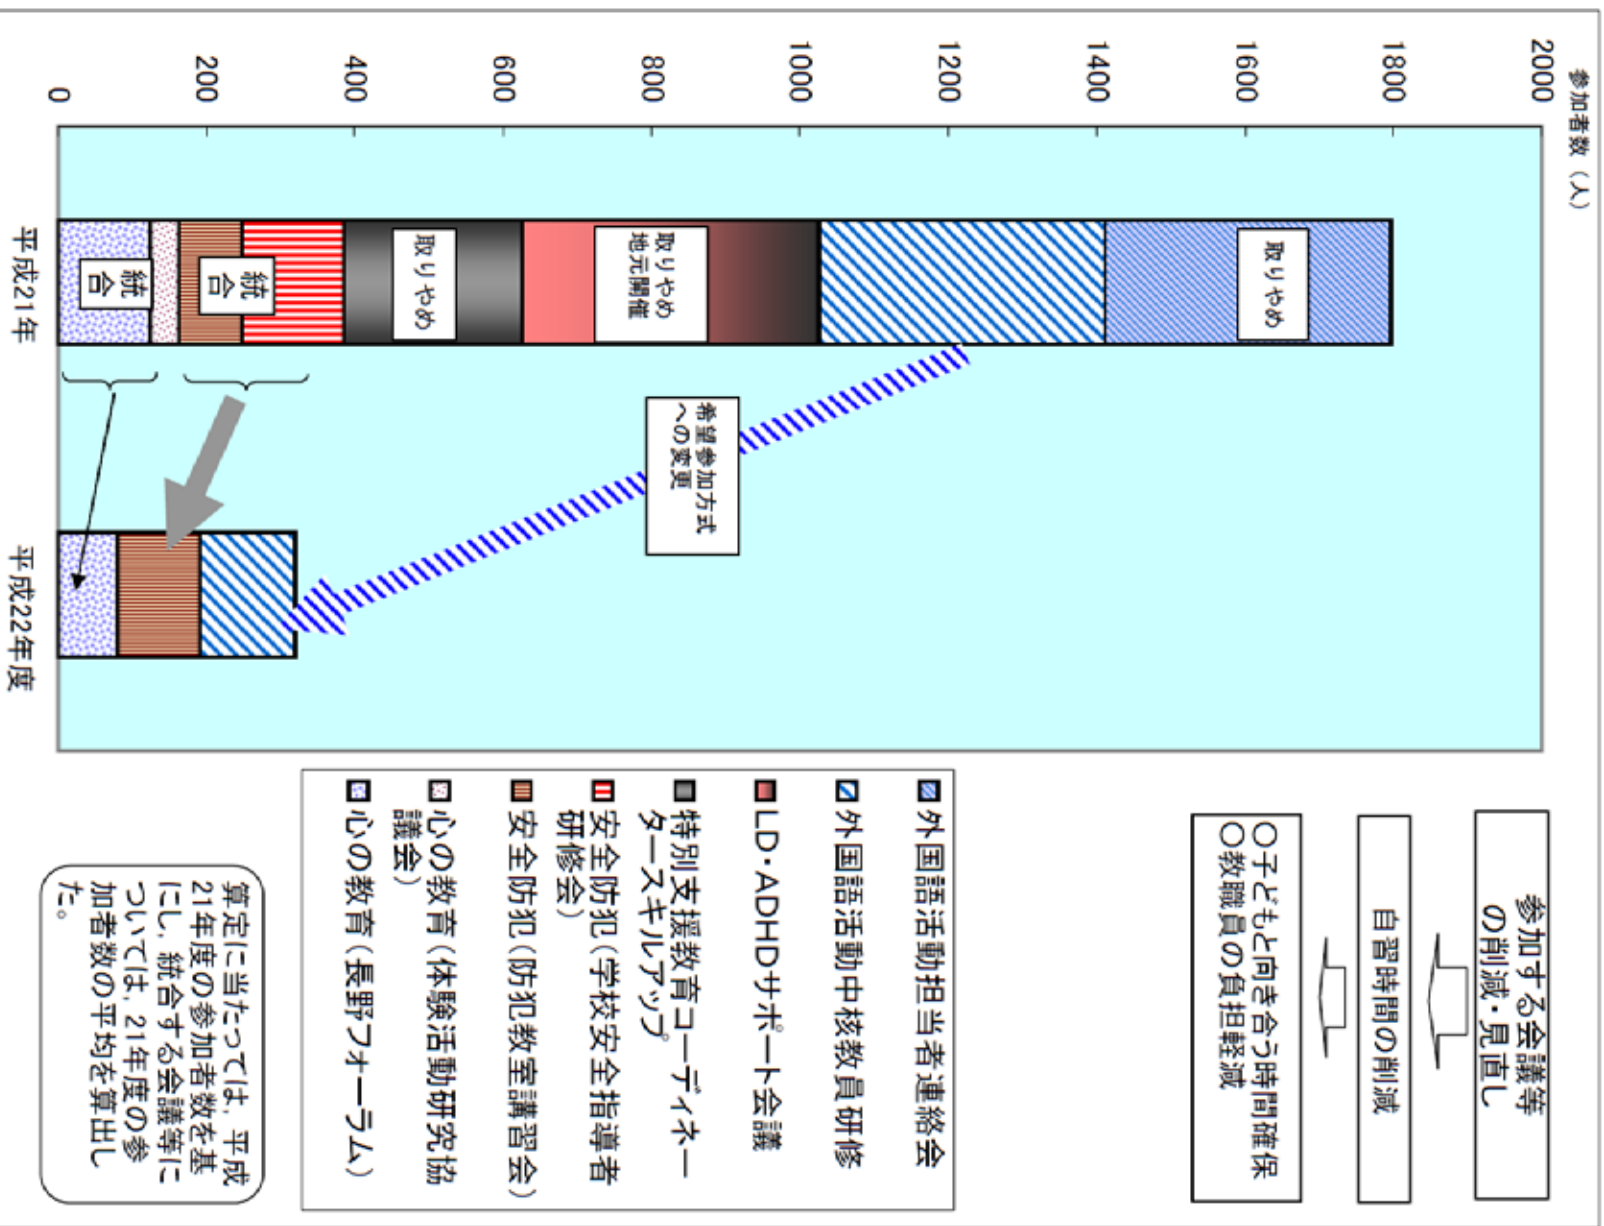 参加者数（人）
2000
1800
1600
1400
1200
1000
800
600
400
200
0
取りやめ
取りやめ
地元開催
取りやめ
統
合
統
合
希望参加方式
への変更
平成21年
平成22年度
参加する会議等
の削減・見直し
自習時間の削減
○子どもと向き合う時間確保
○教職員の負担軽減
外国語活動担当者連絡会
外国語活動中核教員研修
LD・ADHDサポート会議
特別支援教育コーディネー
タースキルアップ
安全防犯（学校安全指導者
研修会）
安全防犯（防犯教室講習会）
心の教育（体験活動研究協
議会）
心の教育（長野フォーラム）
算定に当たっては，平成
21年度の参加者数を基
にし，統合する会議等に
ついては，21年度の参
加者数の平均を算出し
た。